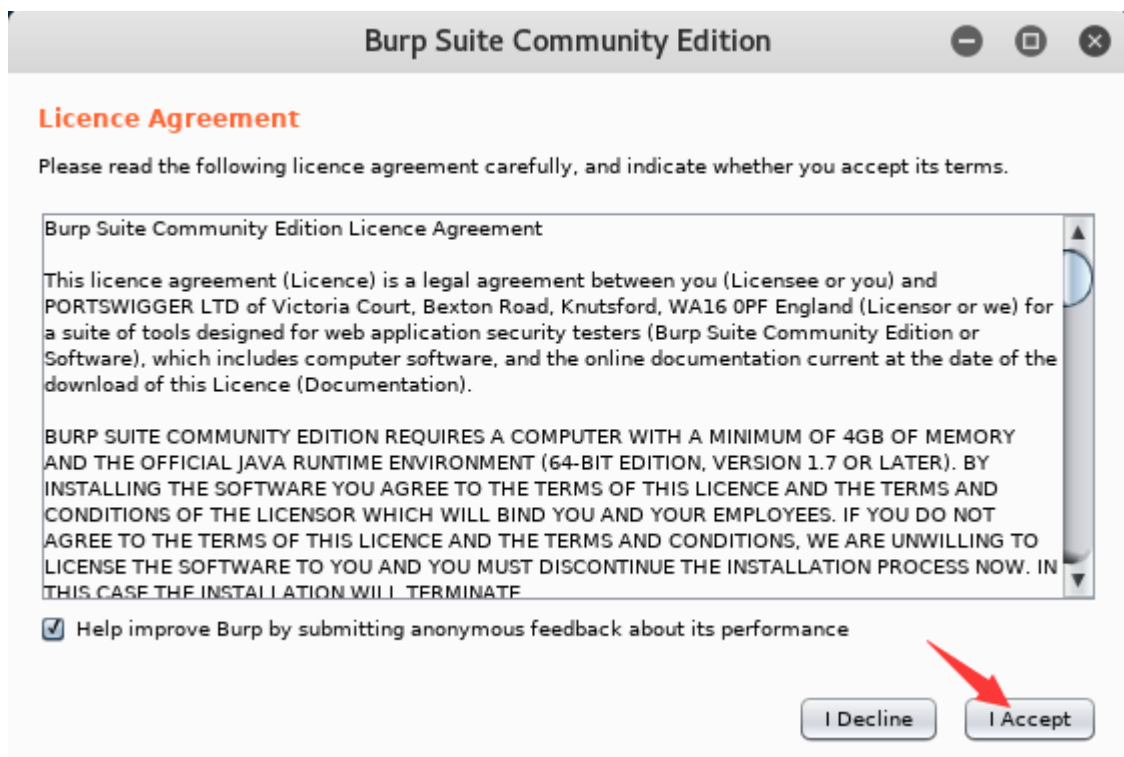 Burp Suite Community Edition
Licence Agreement
Please read the following licence agreement carefully, and indicate whether you accept its terms.
Burp Suite Community Edition Licence Agreement
This licence agreement (Licence) is a legal agreement between you (Licensee or you) and
PORTSWIGGER LTD of Victoria Court, Bexton Road, Knutsford, WA16 0PF England (Licensor or we) for
a suite of tools designed for web application security testers (Burp Suite Community Edition or
Software), which includes computer software, and the online documentation current at the date of the
download of this Licence (Documentation).
BURP SUITE COMMUNITY EDITION REQUIRES A COMPUTER WITH A MINIMUM OF 4GB OF MEMORY
AND THE OFFICIAL JAVA RUNTIME ENVIRONMENT (64-BIT EDITION, VERSION 1.7 OR LATER). BY
INSTALLING THE SOFTWARE YOU AGREE TO THE TERMS OF THIS LICENCE AND THE TERMS AND
CONDITIONS OF THE LICENSOR WHICH WILL BIND YOU AND YOUR EMPLOYEES. IF YOU DO NOT
AGREE TO THE TERMS OF THIS LICENCE AND THE TERMS AND CONDITIONS, WE ARE UNWILLING TO
LICENSE THE SOFTWARE TO YOU AND YOU MUST DISCONTINUE THE INSTALLATION PROCESS NOW. IN
THIS CASE THE INSTALLATION WILL TERMINATE
Help improve Burp by submitting anonymous feedback about its performance
I Decline
I Accept